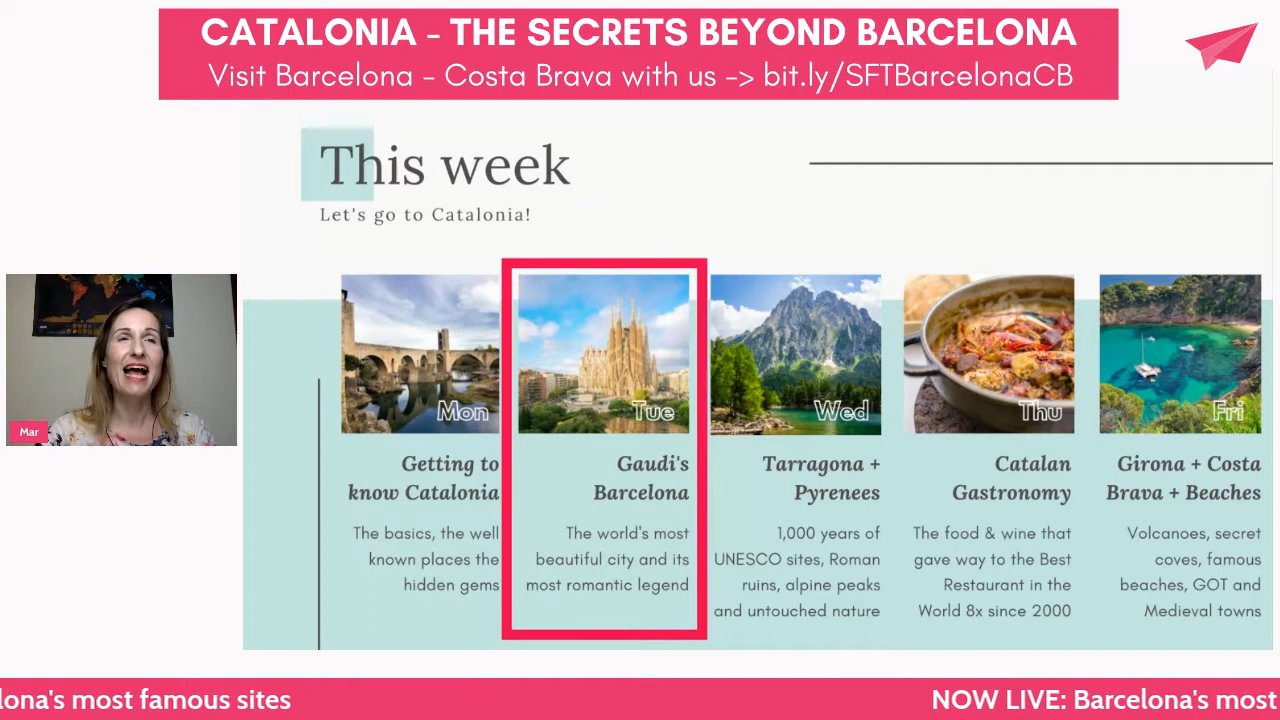 CATALONIA - THE SECRETS BEYOND BARCELONA
Visit Barcelona - Costa Brava with us -> bit.ly/SFTBarcelonaCB
This week
Let's go to Catalonia!
Mar
Mon
Getting to
know Catalonia
The basics, the well
known places the
hidden gems
Tue
Gaudi's
Barcelona
The world's most
beautiful city and its
most romantic legend
Wed
Tarragona +
Pyrenees
1,000 years of
UNESCO sites, Roman
ruins, alpine peaks
and untouched nature
Thu
Catalan
Gastronomy
The food & wine that
gave way to the Best
Restaurant in the
World 8x since 2000
Fri
Girona + Costa
Brava + Beaches
Volcanoes, secret
coves, famous
beaches, GOT and
Medieval towns
lona's most famous sites
NOW LIVE: Barcelona's most